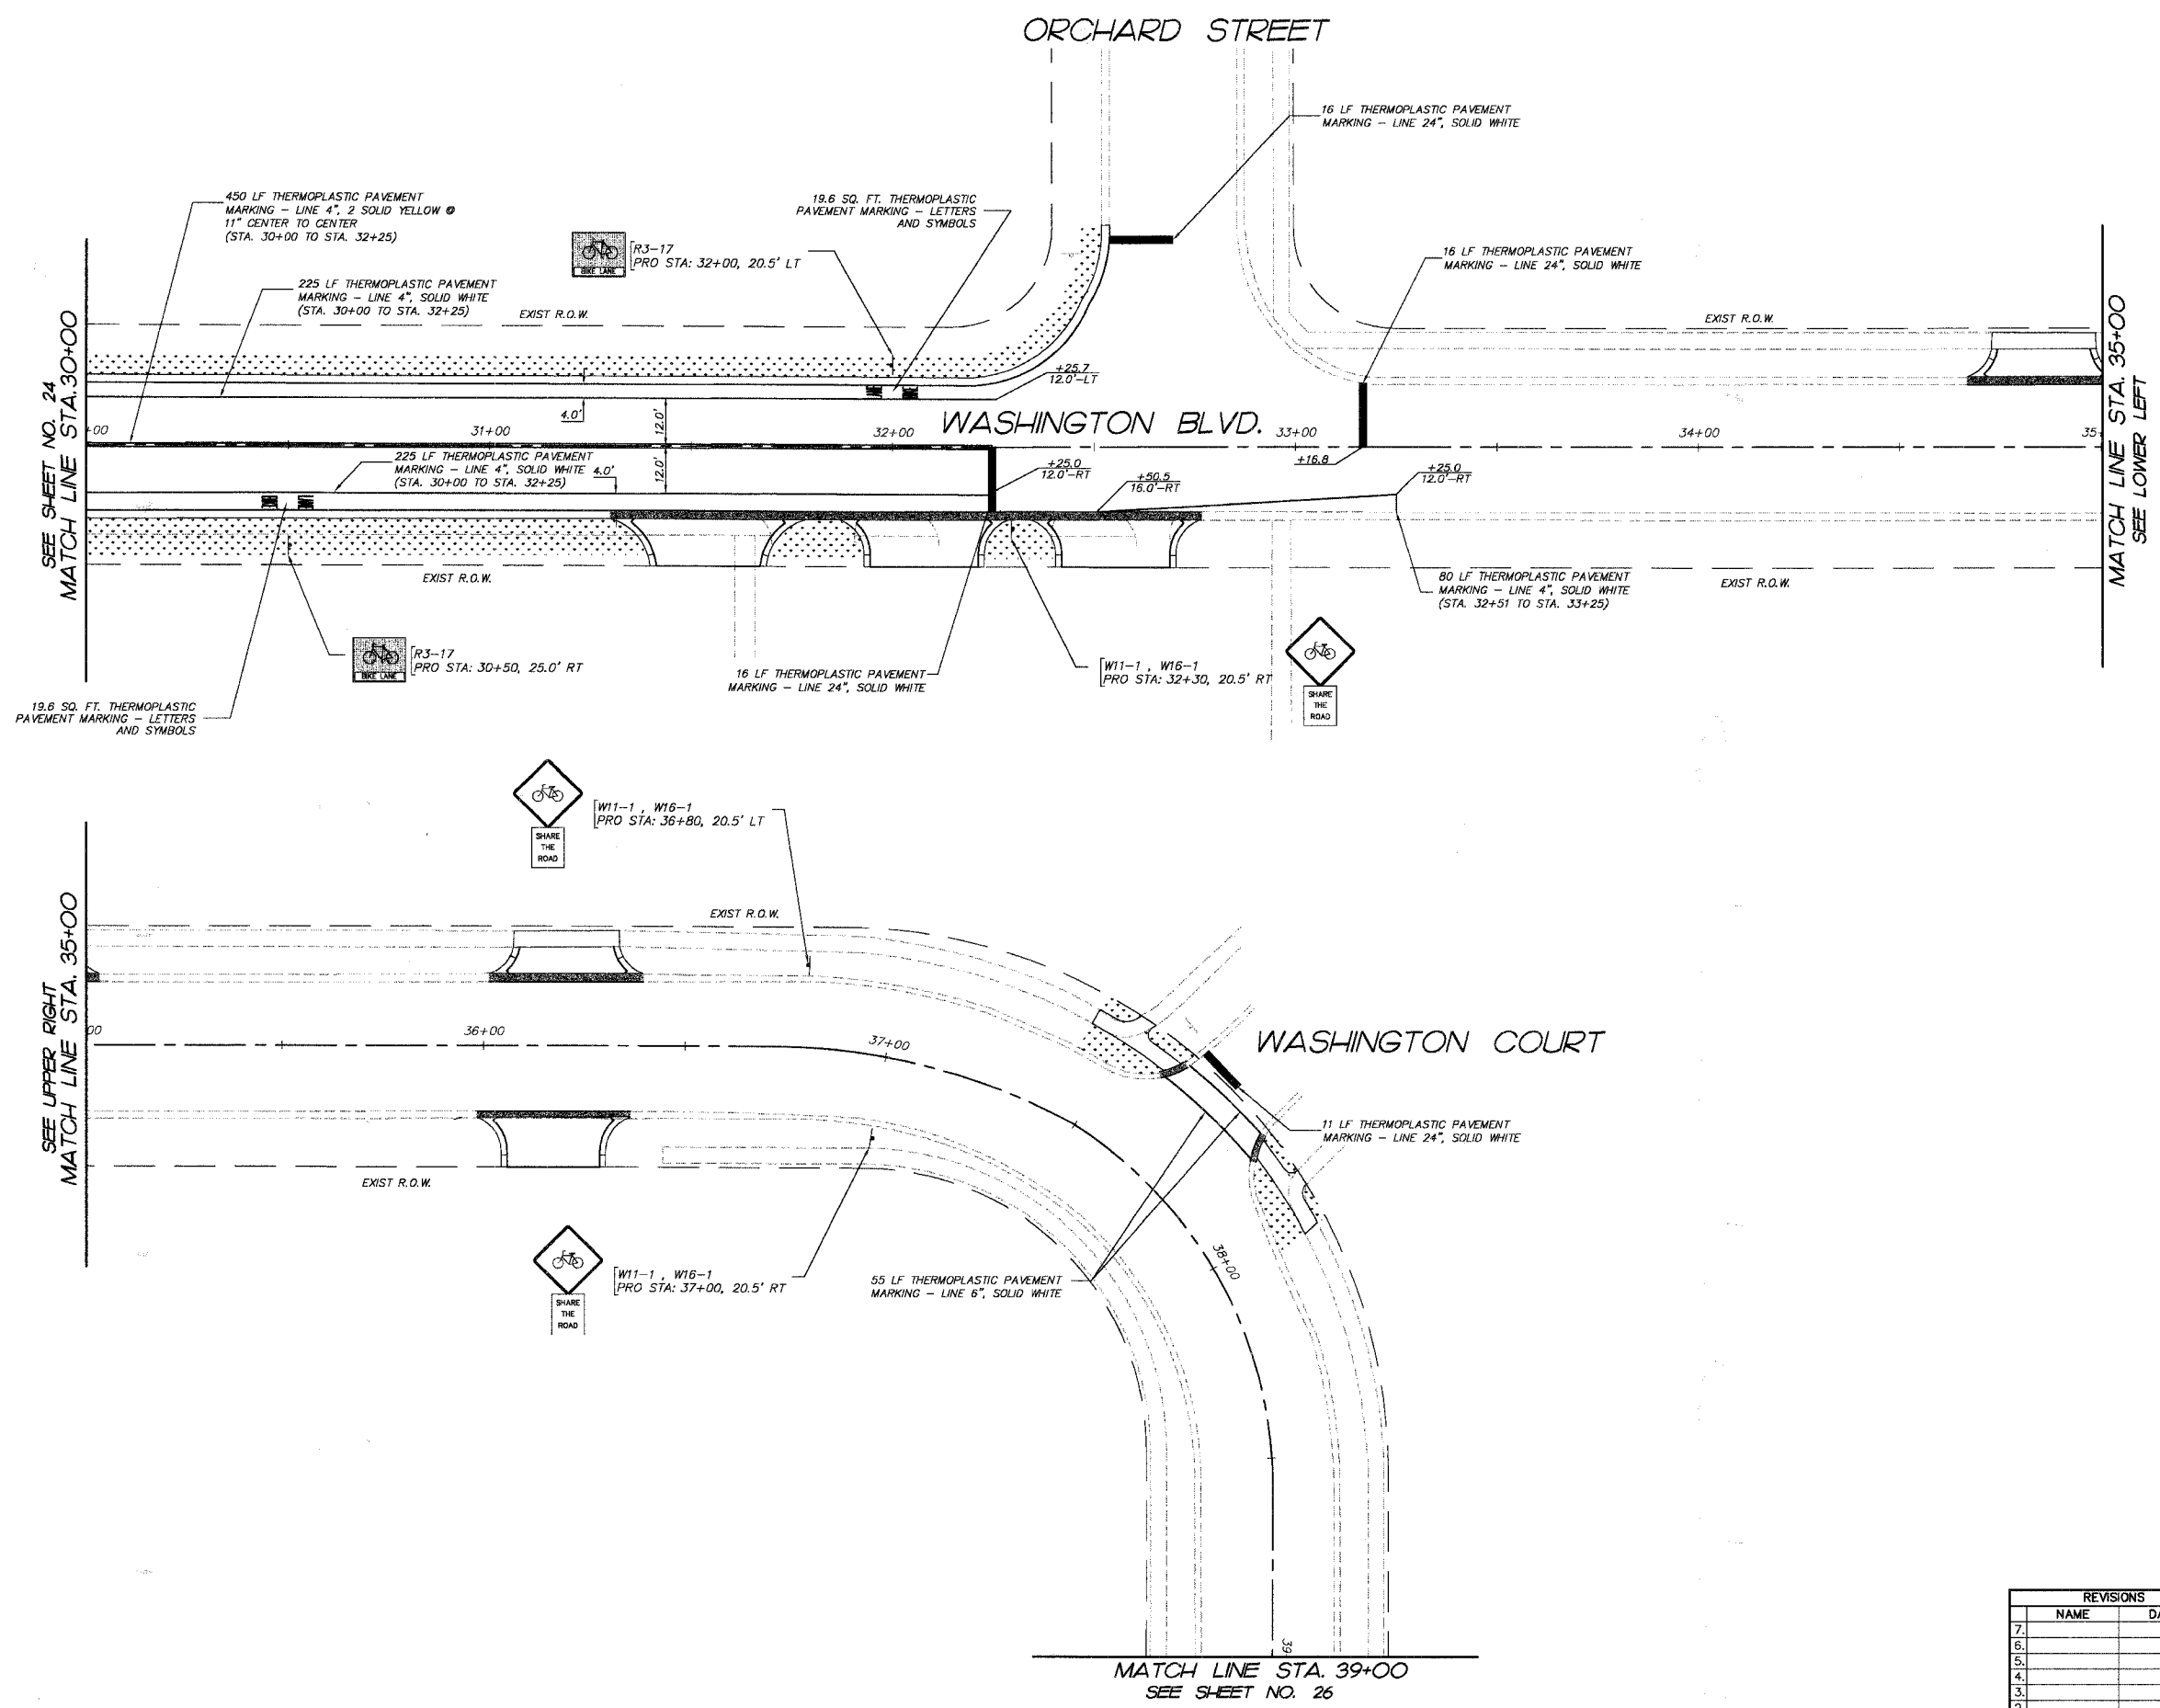 ORCHARD STREET
16 LF THERMOPLASTIC PAVEMENT
MARKING – LINE 24", SOLID WHITE
450 LF THERMOPLASTIC PAVEMENT
MARKING – LINE 4", 2 SOLID YELLOW @
11" CENTER TO CENTER
(STA. 30+00 TO STA. 32+25)
19.6 SQ. FT. THERMOPLASTIC
PAVEMENT MARKING – LETTERS
AND SYMBOLS
BIKE LANE
R3-17
PRO STA: 32+00, 20.5' LT
16 LF THERMOPLASTIC PAVEMENT
MARKING – LINE 24", SOLID WHITE
225 LF THERMOPLASTIC PAVEMENT
MARKING – LINE 4", SOLID WHITE
(STA. 30+00 TO STA. 32+25)
EXIST R.O.W.
EXIST R.O.W.
SEE SHEET NO. 24
MATCH LINE STA.30+00
MATCH LINE STA. 35+00
SEE LOWER LEFT
+25.7
12.0'-LT
4.0'
12.0'
WASHINGTON BLVD.
+00
31+00
32+00
33+00
34+00
35+
225 LF THERMOPLASTIC PAVEMENT
MARKING – LINE 4", SOLID WHITE
(STA. 30+00 TO STA. 32+25)
4.0'
12.0'
+25.0
12.0'-RT
+50.5
16.0'-RT
+16.8
+25.0
12.0'-RT
EXIST R.O.W.
80 LF THERMOPLASTIC PAVEMENT
MARKING – LINE 4", SOLID WHITE
(STA. 32+51 TO STA. 33+25)
EXIST R.O.W.
BIKE LANE
R3-17
PRO STA: 30+50, 25.0' RT
16 LF THERMOPLASTIC PAVEMENT
MARKING – LINE 24", SOLID WHITE
W11-1 , W16-1
PRO STA: 32+30, 20.5' RT
SHARE
THE
ROAD
19.6 SQ. FT. THERMOPLASTIC
PAVEMENT MARKING – LETTERS
AND SYMBOLS
W11-1 , W16-1
PRO STA: 36+80, 20.5' LT
SHARE
THE
ROAD
EXIST R.O.W.
SEE UPPER RIGHT
MATCH LINE STA. 35+00
00
36+00
37+00
WASHINGTON COURT
11 LF THERMOPLASTIC PAVEMENT
MARKING – LINE 24", SOLID WHITE
EXIST R.O.W.
W11-1 , W16-1
PRO STA: 37+00, 20.5' RT
SHARE
THE
ROAD
55 LF THERMOPLASTIC PAVEMENT
MARKING – LINE 6", SOLID WHITE
38+00
39
MATCH LINE STA. 39+00
SEE SHEET NO. 26
REVISIONS
NAME
7.
6.
5.
4.
3.